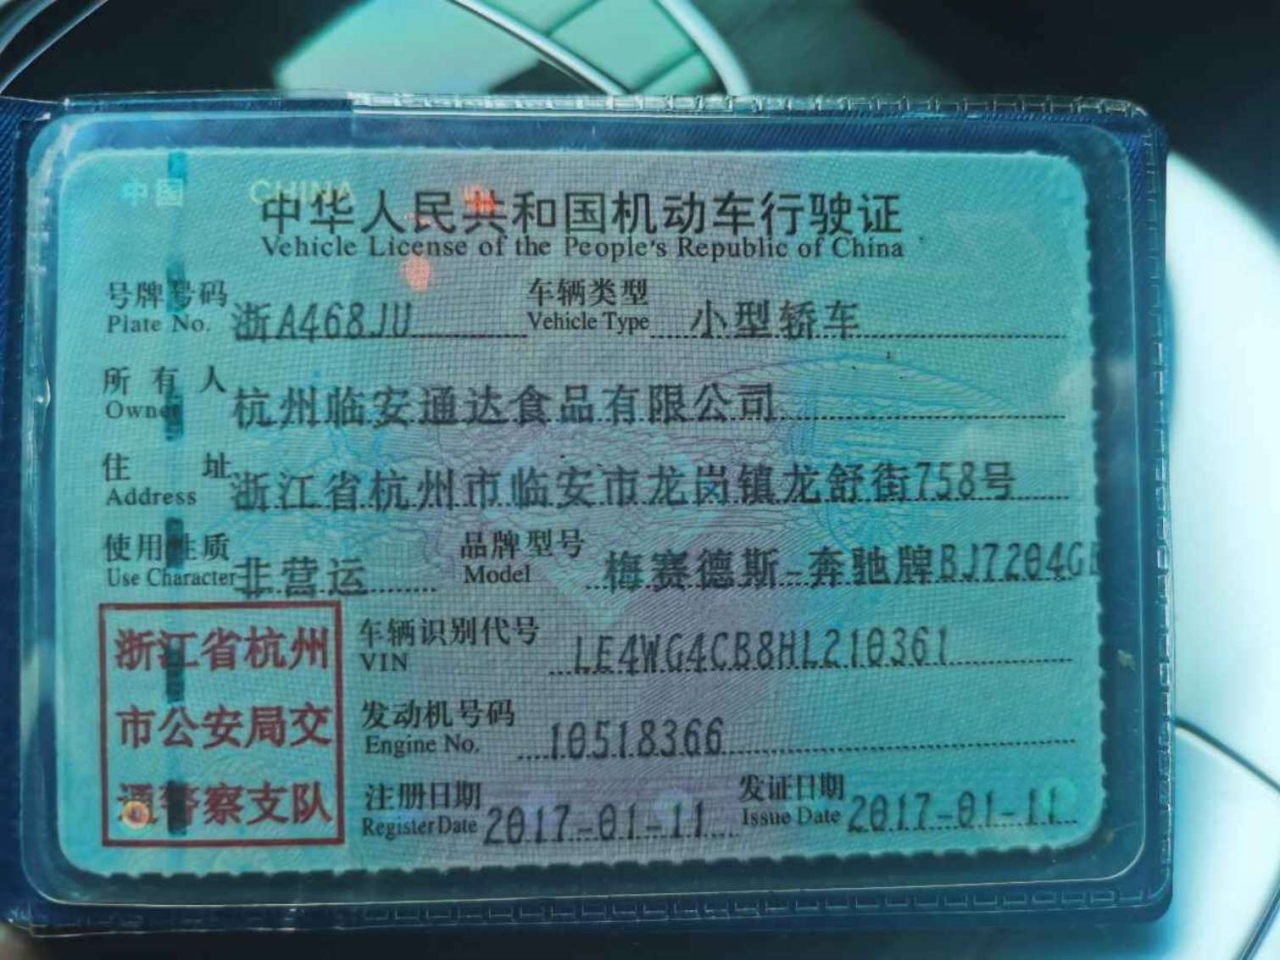 中国 CHINA
中华人民共和国机动车行驶证
Vehicle License of the People's Republic of China
号牌号码 浙A468JU 车辆类型 小型轿车
Plate No. Vehicle Type
所有人 杭州临安通达食品有限公司
Owner
住址 浙江省杭州市临安市龙岗镇龙舒街758号
Address
使用性质 非营运 品牌型号 梅赛德斯-奔驰牌BJ7204G
Use Character Model
浙江省杭州
市公安局交
通警察支队
车辆识别代号 LE4WG4CB8HL210361
VIN
发动机号码 10518366
Engine No.
注册日期 2017-01-11 发证日期 2017-01-11
Register Date Issue Date